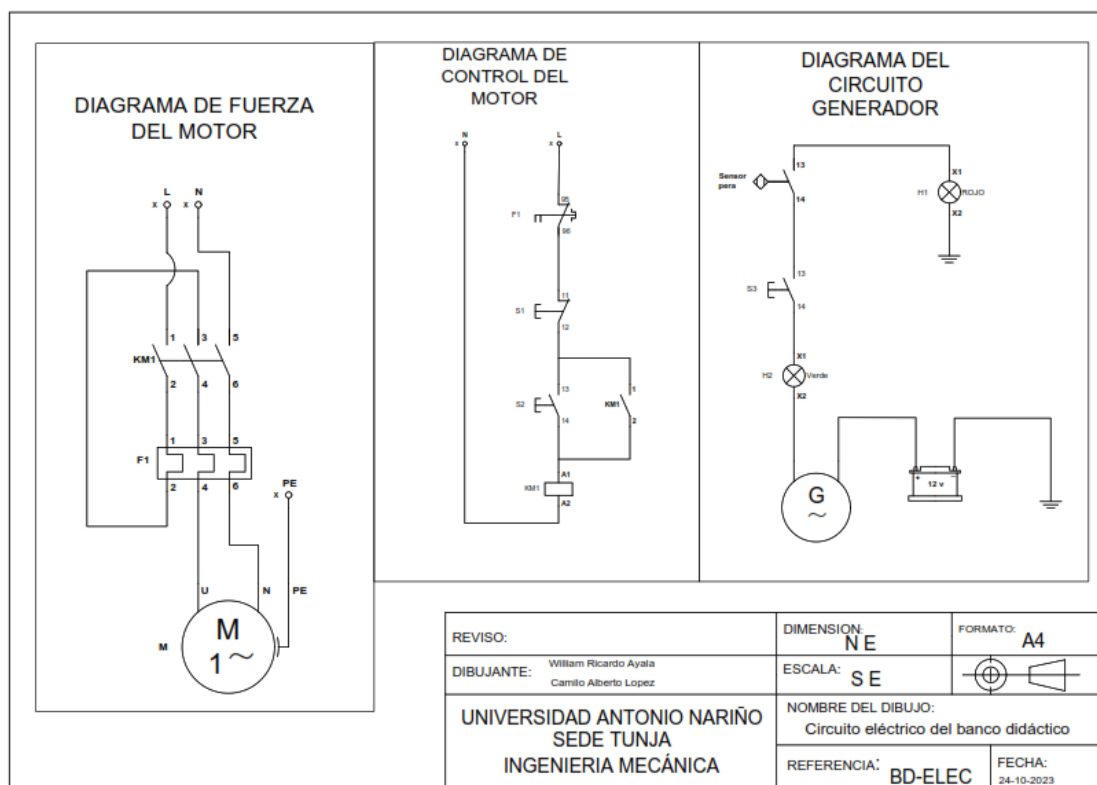 DIAGRAMA DE FUERZA
DEL MOTOR
L N
x x
1 3 5
KM1
2 4 6
1 3 5
F1
2 4 6
PE
x
U N PE
M
M
1 ~
DIAGRAMA DE
CONTROL DEL
MOTOR
N L
x x
95
F1
96
11
S1
12
13 1
S2 KM1
14 2
A1
KM1
A2
DIAGRAMA DEL
CIRCUITO
GENERADOR
13
Sensor
pera
14
X1
H1 ROJO
X2
13
S3
14
X1
H2 Verde
X2
G
~
+ −
12 v
REVISO:
DIMENSION:
N E
FORMATO:
A4
DIBUJANTE: William Ricardo Ayala
Camilo Alberto Lopez
ESCALA: S E
UNIVERSIDAD ANTONIO NARIÑO
SEDE TUNJA
INGENIERIA MECÁNICA
NOMBRE DEL DIBUJO:
Circuito eléctrico del banco didáctico
REFERENCIA: BD-ELEC
FECHA:
24-10-2023